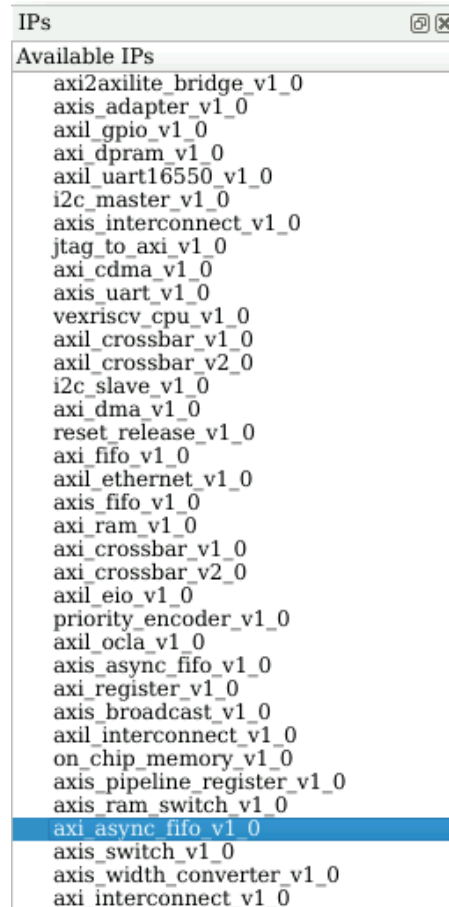 IPs
Available IPs
axi2axilite_bridge_v1_0
axis_adapter_v1_0
axil_gpio_v1_0
axi_dpram_v1_0
axil_uart16550_v1_0
i2c_master_v1_0
axis_interconnect_v1_0
jtag_to_axi_v1_0
axi_cdma_v1_0
axis_uart_v1_0
vexriscv_cpu_v1_0
axil_crossbar_v1_0
axil_crossbar_v2_0
i2c_slave_v1_0
axi_dma_v1_0
reset_release_v1_0
axi_fifo_v1_0
axil_ethernet_v1_0
axis_fifo_v1_0
axi_ram_v1_0
axi_crossbar_v1_0
axi_crossbar_v2_0
axil_eio_v1_0
priority_encoder_v1_0
axil_ocla_v1_0
axis_async_fifo_v1_0
axi_register_v1_0
axis_broadcast_v1_0
axil_interconnect_v1_0
on_chip_memory_v1_0
axis_pipeline_register_v1_0
axis_ram_switch_v1_0
axi_async_fifo_v1_0
axis_switch_v1_0
axis_width_converter_v1_0
axi_interconnect_v1_0